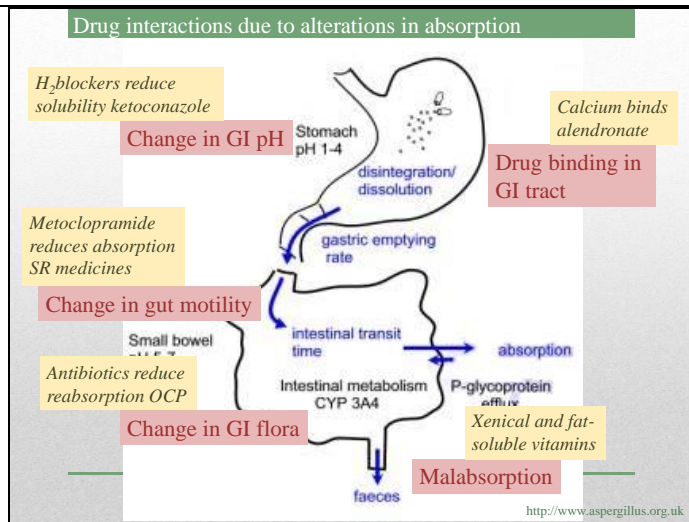 Drug interactions due to alterations in absorption
H₂blockers reduce
solubility ketoconazole
Change in GI pH
Stomach
pH 1-4
Calcium binds
alendronate
Drug binding in
GI tract
disintegration/
dissolution
Metoclopramide
reduces absorption
SR medicines
gastric emptying
rate
Change in gut motility
Small bowel
intestinal transit
time
absorption
Antibiotics reduce
reabsorption OCP
Intestinal metabolism
CYP 3A4
P-glycoprotein
efflux
Change in GI flora
Xenical and fat-
soluble vitamins
Malabsorption
faeces
http://www.aspergillus.org.uk